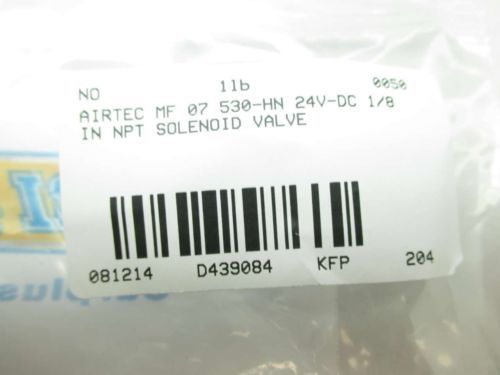 NO 11b 0050
AIRTEC MF 07 530-HN 24V-DC 1/8
IN NPT SOLENOID VALVE
081214 D439084 KFP 204